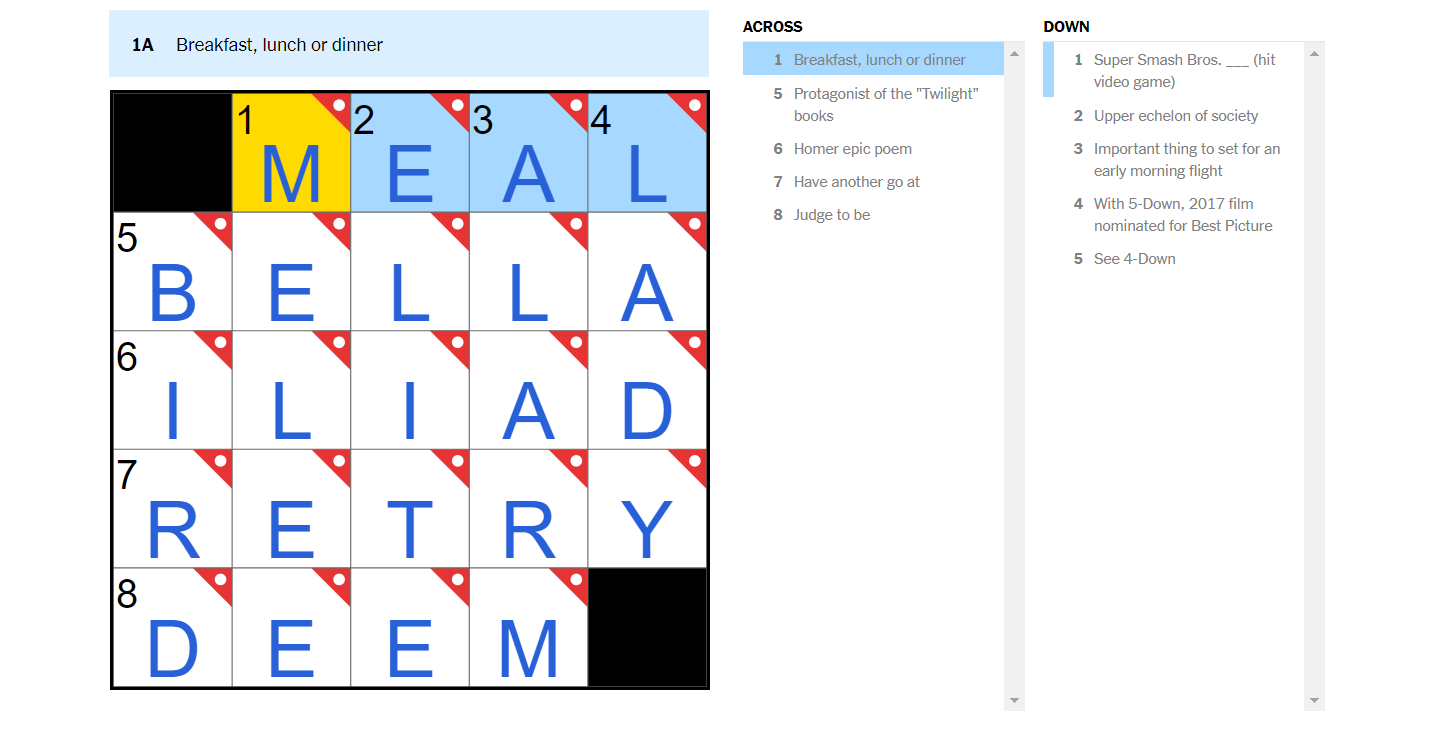 1A Breakfast, lunch or dinner
1 2 3 4
M E A L
5
B E L L A
6
I L I A D
7
R E T R Y
8
D E E M
ACROSS
1 Breakfast, lunch or dinner
5 Protagonist of the "Twilight"
books
6 Homer epic poem
7 Have another go at
8 Judge to be
DOWN
1 Super Smash Bros. ___ (hit
video game)
2 Upper echelon of society
3 Important thing to set for an
early morning flight
4 With 5-Down, 2017 film
nominated for Best Picture
5 See 4-Down